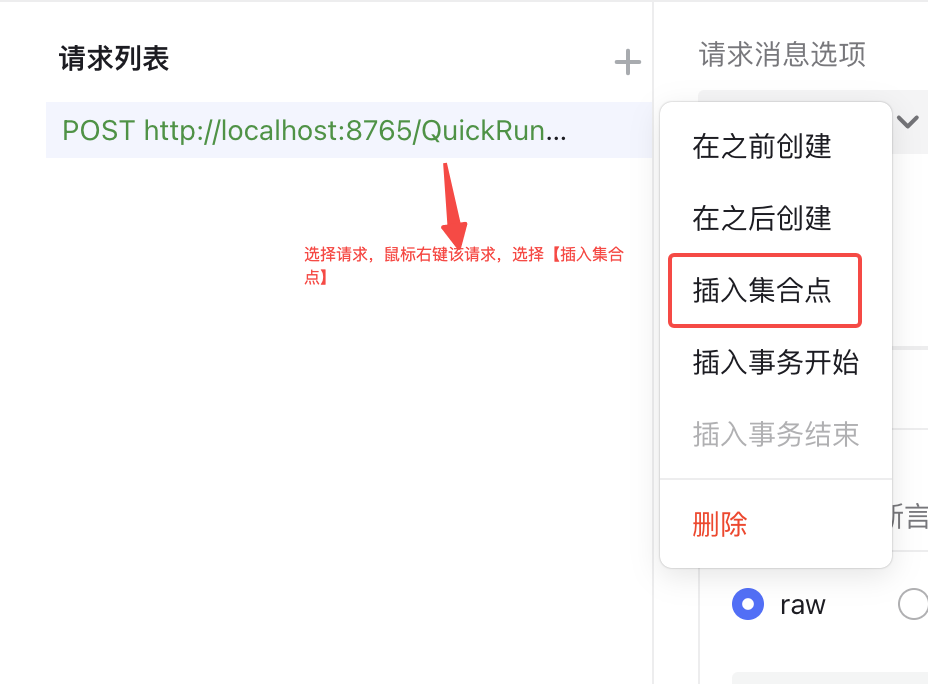 请求列表
请求消息选项
POST http://localhost:8765/QuickRun...
选择请求，鼠标右键该请求，选择【插入集合
点】
在之前创建
在之后创建
插入集合点
插入事务开始
插入事务结束
删除
言
raw